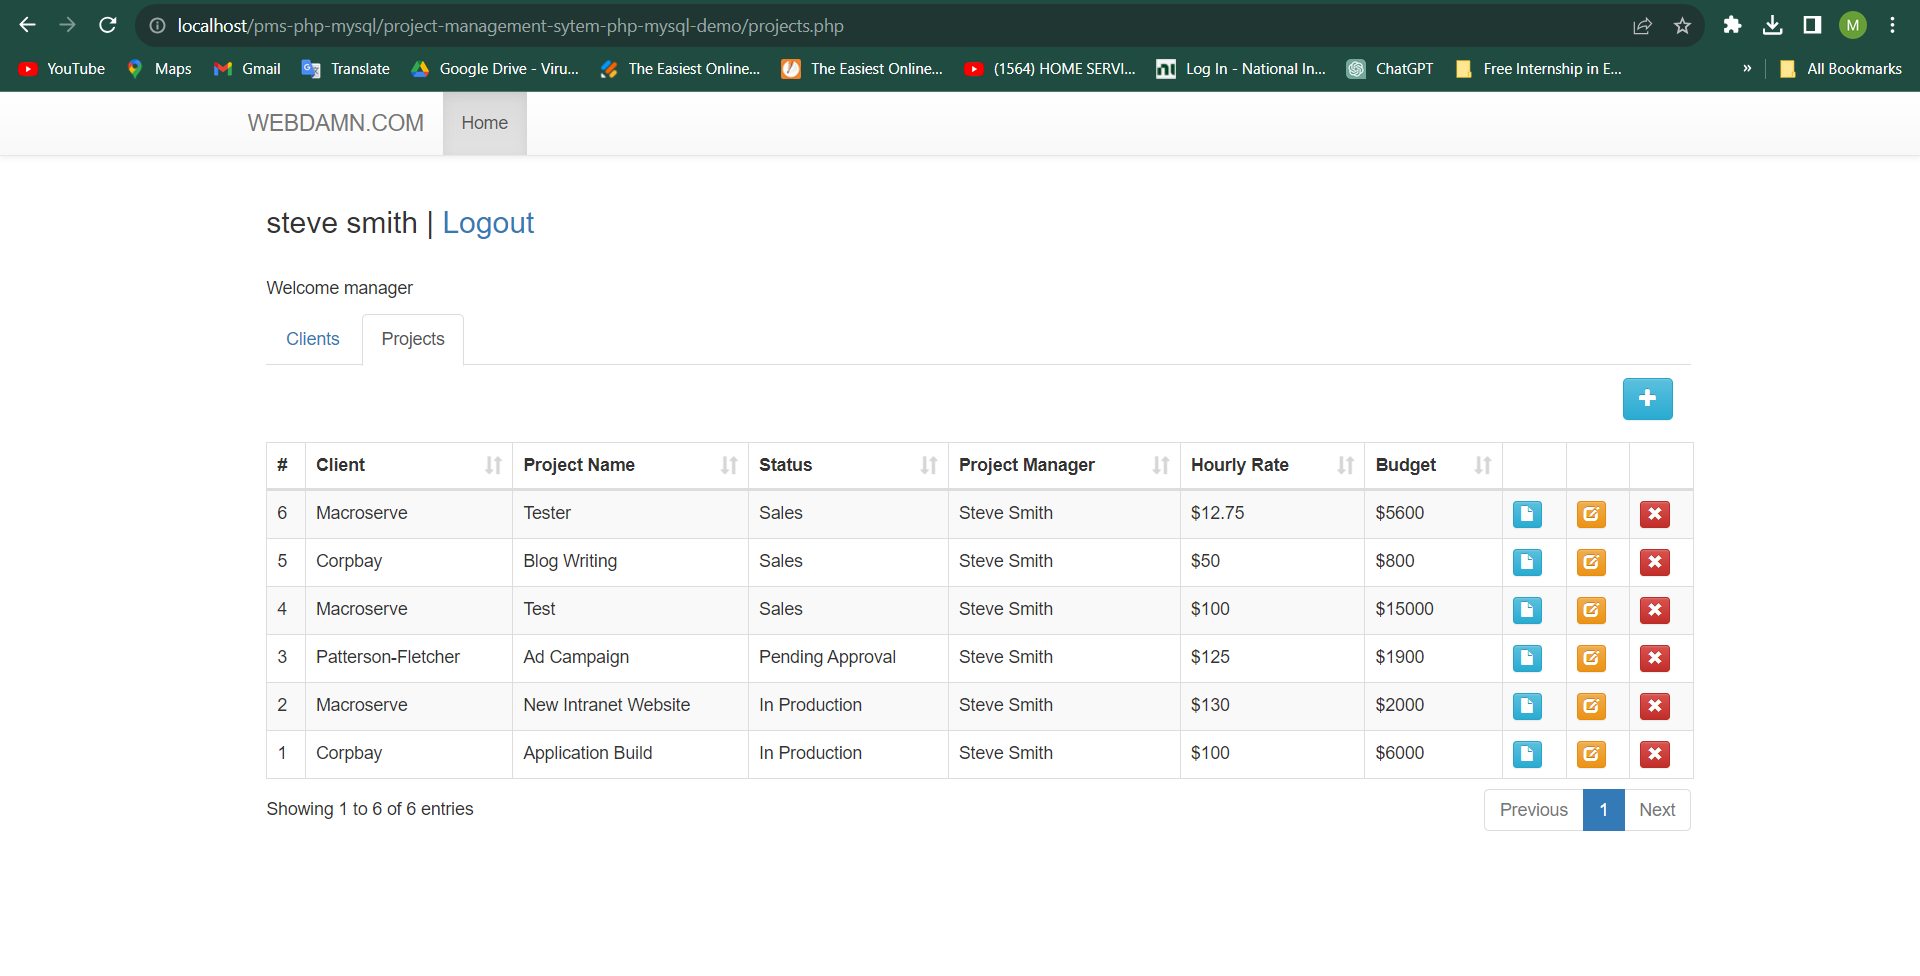 localhost/pms-php-mysql/project-management-sytem-php-mysql-demo/projects.php M
YouTube Maps Gmail Translate Google Drive - Viru... The Easiest Online... The Easiest Online... (1564) HOME SERVI... Log In - National In... ChatGPT Free Internship in E... » All Bookmarks
WEBDAMN.COM Home
steve smith | Logout
Welcome manager
Clients Projects
# Client Project Name Status Project Manager Hourly Rate Budget
6 Macroserve Tester Sales Steve Smith $12.75 $5600
5 Corpbay Blog Writing Sales Steve Smith $50 $800
4 Macroserve Test Sales Steve Smith $100 $15000
3 Patterson-Fletcher Ad Campaign Pending Approval Steve Smith $125 $1900
2 Macroserve New Intranet Website In Production Steve Smith $130 $2000
1 Corpbay Application Build In Production Steve Smith $100 $6000
Showing 1 to 6 of 6 entries Previous 1 Next